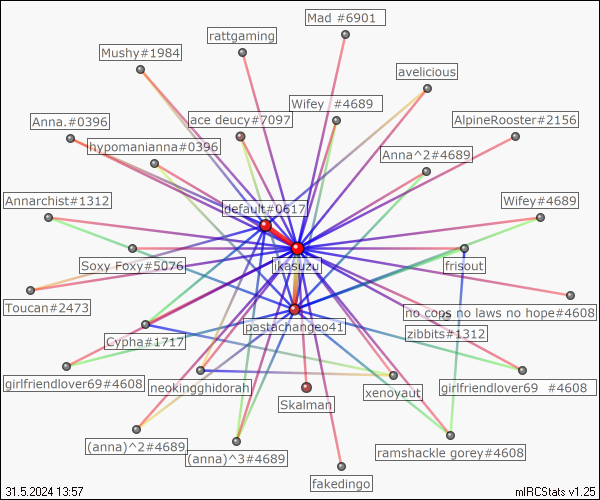 Mad #6901
rattgaming
Mushy#1984
avelicious
Wifey  #4689
ace deucy#7097
AlpineRooster#2156
Anna.#0396
hypomanianna#0396
Anna^2#4689
Annarchist#1312
Wifey#4689
default#0617
Soxy Foxy#5076
ikasuzu
frisout
Toucan#2473
no cops no laws no hope#4608
pastachangeo41
zibbits#1312
Cypha#1717
girlfriendlover69#4608
neokingghidorah
xenoyaut
girlfriendlover69  #4608
Skalman
(anna)^2#4689
(anna)^3#4689
ramshackle gorey#4608
fakedingo
31.5.2024 13:57
mIRCStats v1.25